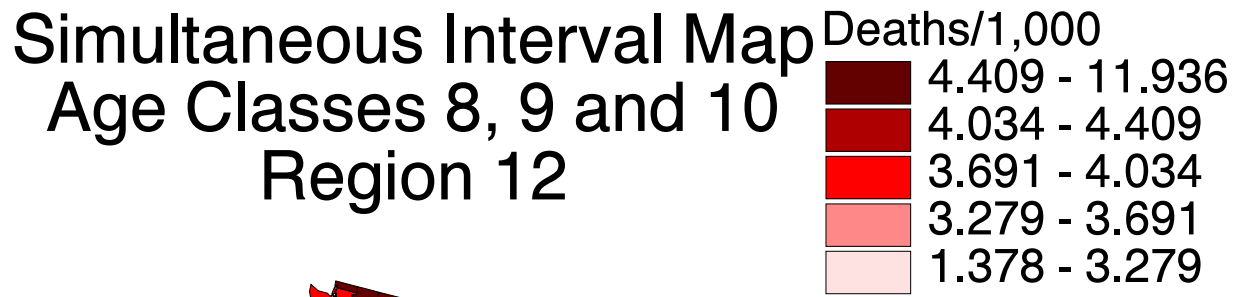 Simultaneous Interval Map
Age Classes 8, 9 and 10
Region 12
Deaths/1,000
4.409 - 11.936
4.034 - 4.409
3.691 - 4.034
3.279 - 3.691
1.378 - 3.279